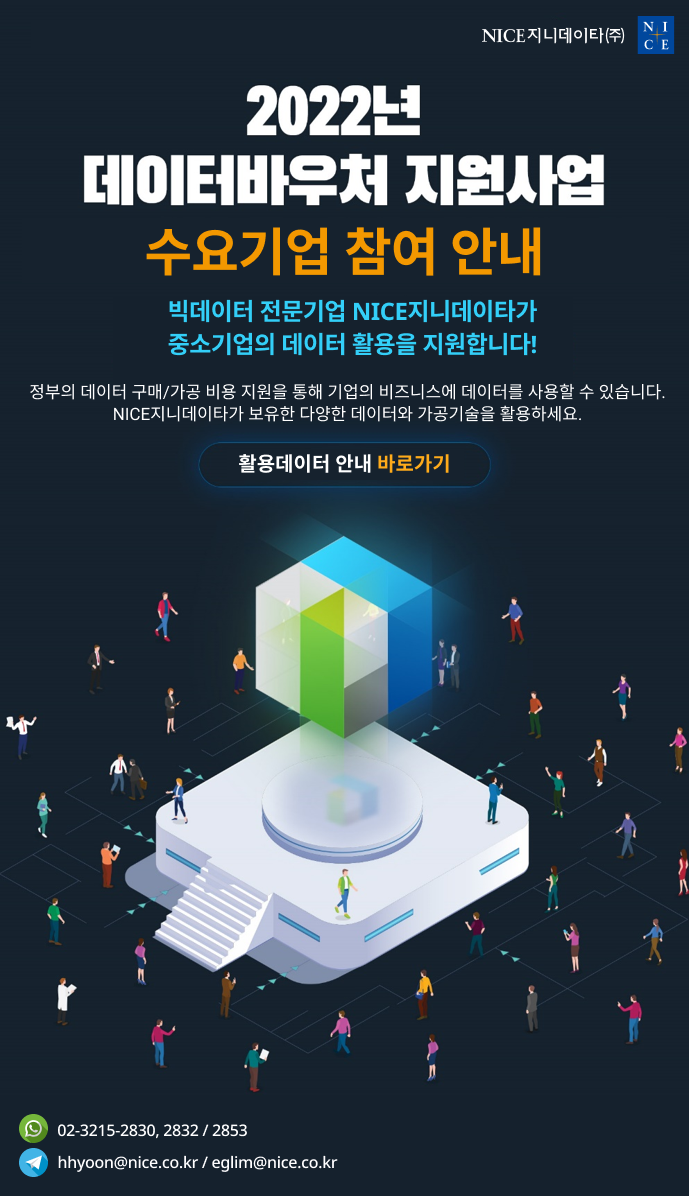 NICE지니데이타(주)
N I
C E
2022년
데이터바우처 지원사업
수요기업 참여 안내
빅데이터 전문기업 NICE지니데이타가
중소기업의 데이터 활용을 지원합니다!
정부의 데이터 구매/가공 비용 지원을 통해 기업의 비즈니스에 데이터를 사용할 수 있습니다.
NICE지니데이타가 보유한 다양한 데이터와 가공기술을 활용하세요.
활용데이터 안내 바로가기
02-3215-2830, 2832 / 2853
hhyoon@nice.co.kr / eglim@nice.co.kr